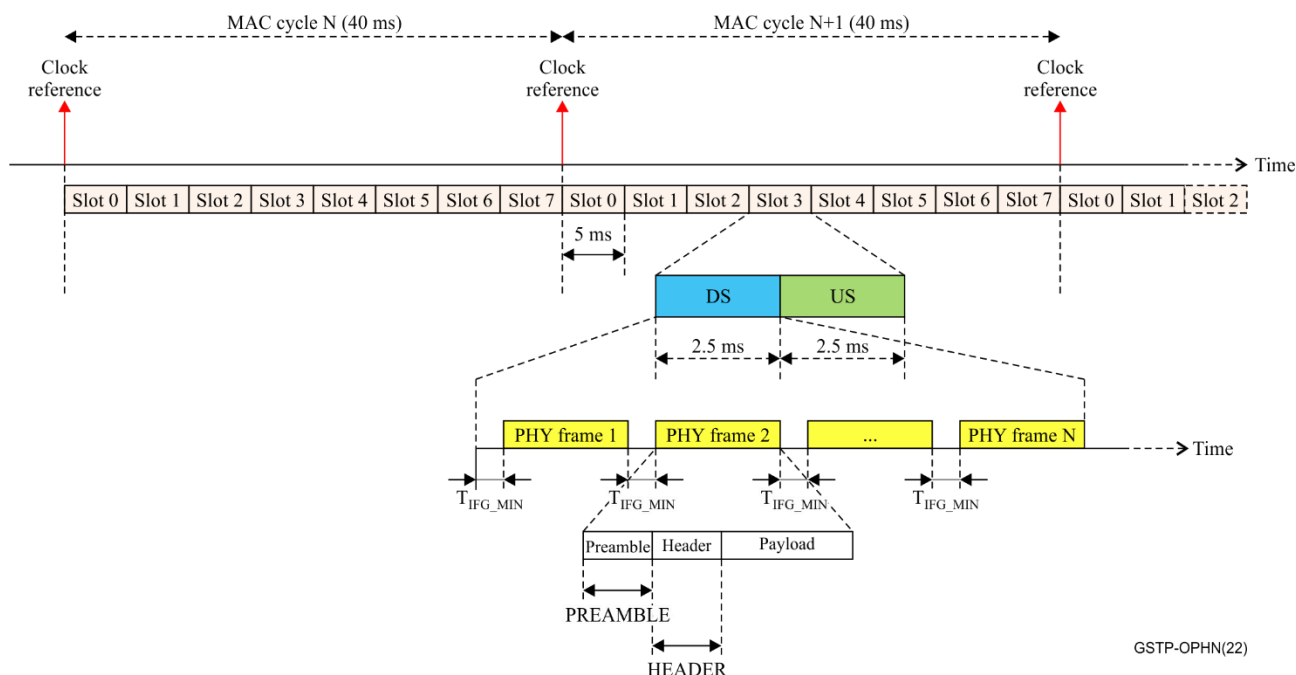 MAC cycle N (40 ms)
MAC cycle N+1 (40 ms)
Clock
reference
Clock
reference
Clock
reference
Time
Slot 0
Slot 1
Slot 2
Slot 3
Slot 4
Slot 5
Slot 6
Slot 7
Slot 0
Slot 1
Slot 2
Slot 3
Slot 4
Slot 5
Slot 6
Slot 7
Slot 0
Slot 1
Slot 2
5 ms
DS
US
2.5 ms
2.5 ms
PHY frame 1
PHY frame 2
...
PHY frame N
Time
TIFG_MIN
TIFG_MIN
TIFG_MIN
TIFG_MIN
Preamble
Header
Payload
PREAMBLE
HEADER
GSTP-OPHN(22)